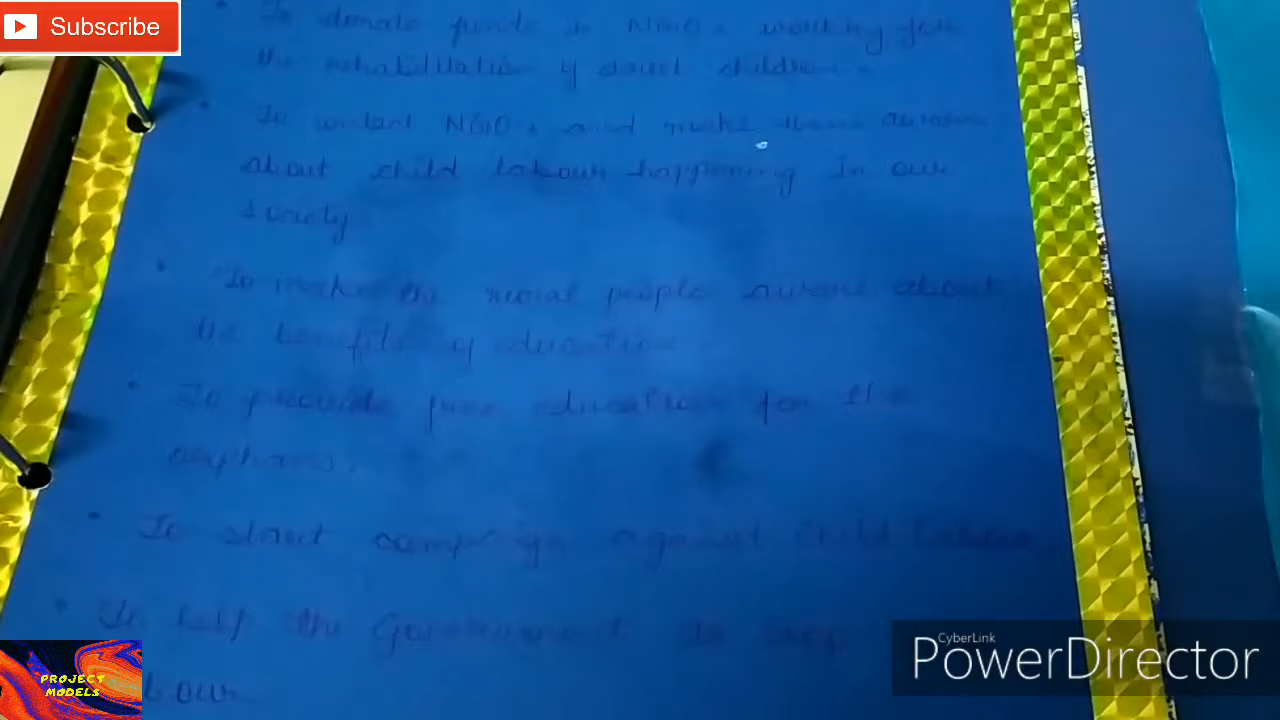 Subscribe
• To donate funds to NGO's working for
the rehabilitation of street children.
• To contact NGO's and make them aware
about child labour happening in our
society
• To make the people aware about
the benefits of education
• To provide free education for the
orphans.
• To start campaign against child labour
• To help the Government to stop
CyberLink
PowerDirector
PROJECT
MODELS